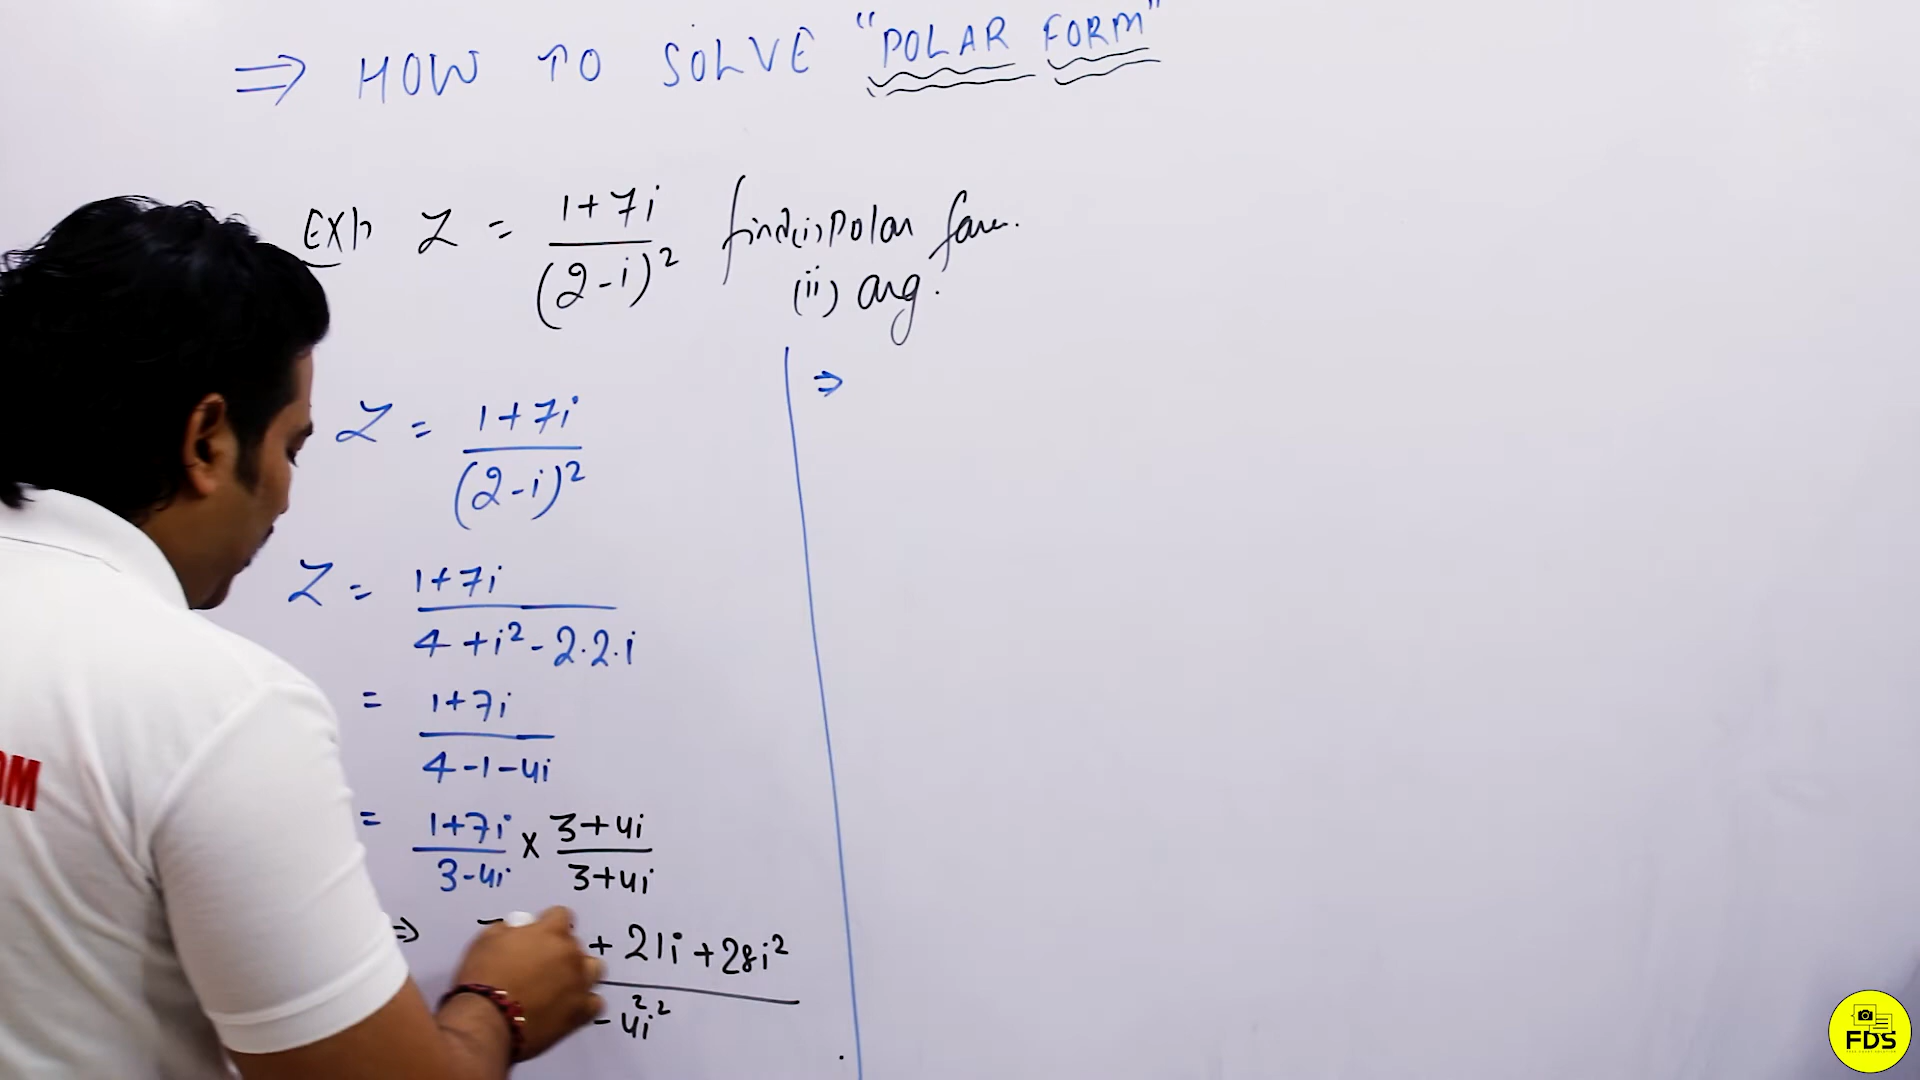 ⇒ HOW TO SOLVE "POLAR FORM"
Z = 1+7i / (2-i)² find (i) Polar
(ii) arg.
Z = 1+7i / (2-i)²
⇒
Z = 1+7i / 4 + i² - 2.2.i
= 1+7i / 4-1-4i
= 1+7i / 3-4i × 3+4i / 3+4i
⇒ + 21i + 28i² / - 4²i²
OM
FDS